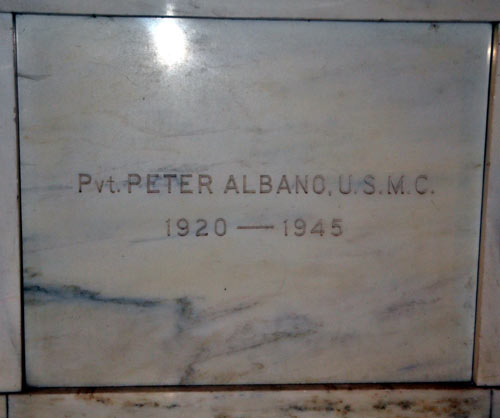 Pvt. PETER ALBANO, U.S.M.C.
1920 — 1945